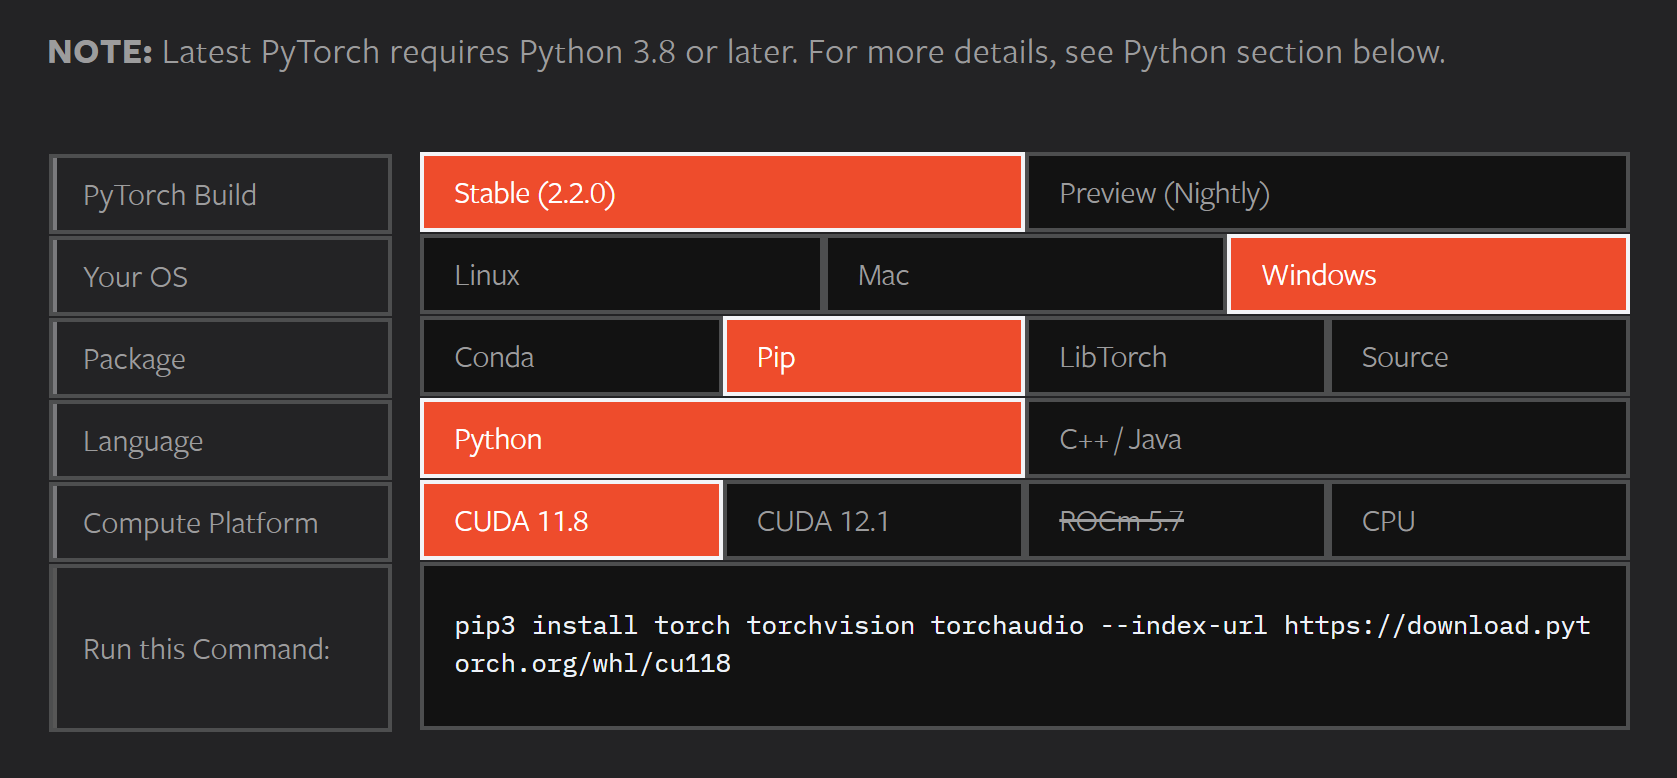 NOTE: Latest PyTorch requires Python 3.8 or later. For more details, see Python section below.
PyTorch Build
Stable (2.2.0)
Preview (Nightly)
Your OS
Linux
Mac
Windows
Package
Conda
Pip
LibTorch
Source
Language
Python
C++ / Java
Compute Platform
CUDA 11.8
CUDA 12.1
ROCm 5.7
CPU
Run this Command:
pip3 install torch torchvision torchaudio --index-url https://download.pyt
orch.org/whl/cu118